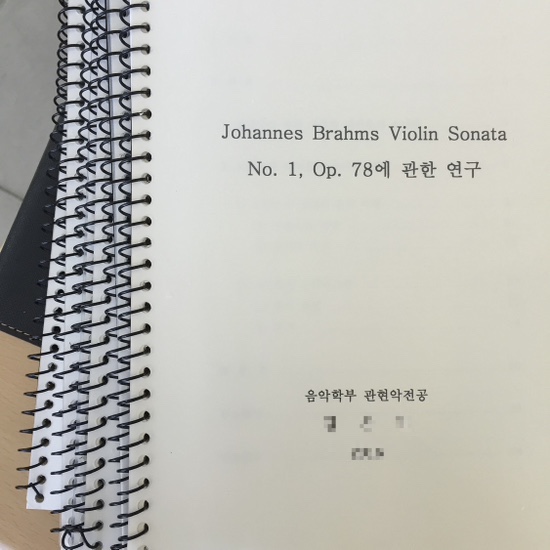 Johannes Brahms Violin Sonata
No. 1, Op. 78에 관한 연구
음악학부 관현악전공